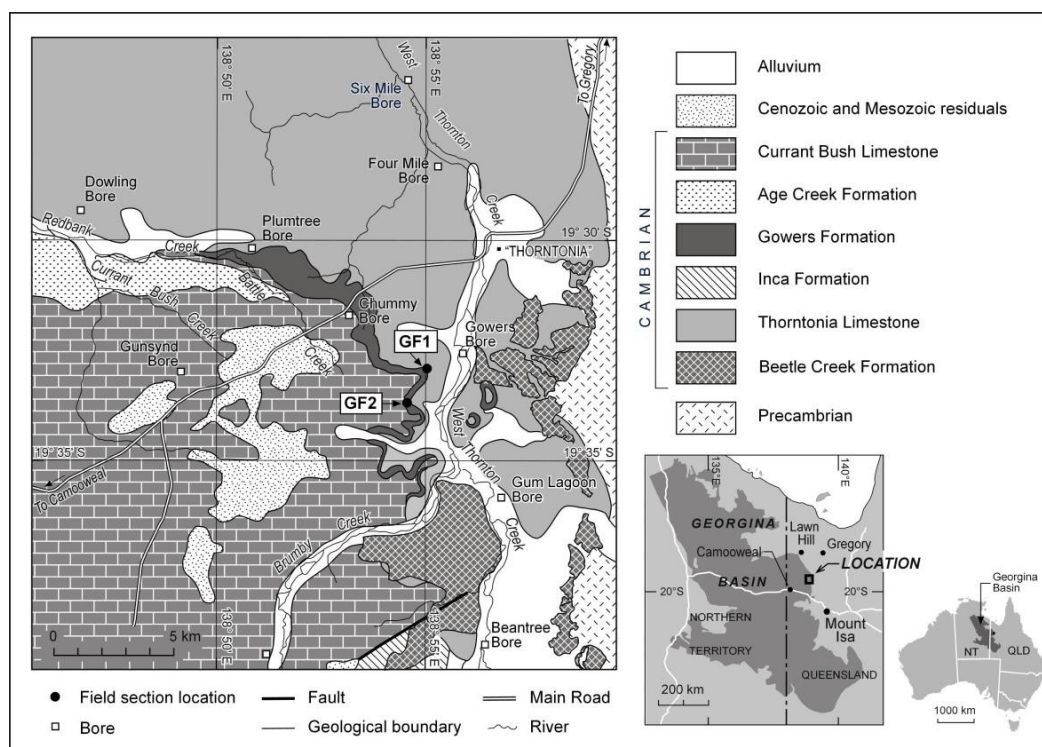 138° 50' E
138° 55' E
West
Thornton
Creek
To Gregory
Six Mile
Bore
Four Mile
Bore
Dowling
Bore
Redbank
Creek
Plumtree
Bore
19° 30' S
"THORNTONIA"
Currant
Bush
Creek
Battle
Creek
Chummy
Bore
GF1
Gowers
Bore
Gunsynd
Bore
GF2
West
Thornton
Creek
19° 35' S
To Camooweal
Gum Lagoon
Bore
Brumby
Creek
Beantree
Bore
138° 50' E
138° 55' E
0 5 km
Field section location
Bore
Fault
Geological boundary
Main Road
River
Alluvium
Cenozoic and Mesozoic residuals
CAMBRIAN
Currant Bush Limestone
Age Creek Formation
Gowers Formation
Inca Formation
Thorntonia Limestone
Beetle Creek Formation
Precambrian
135°E
140°E
GEORGINA
BASIN
Lawn
Hill
Gregory
Camooweal
LOCATION
20°S
20°S
Mount
Isa
NORTHERN
TERRITORY
QUEENSLAND
200 km
Georgina
Basin
NT
QLD
1000 km